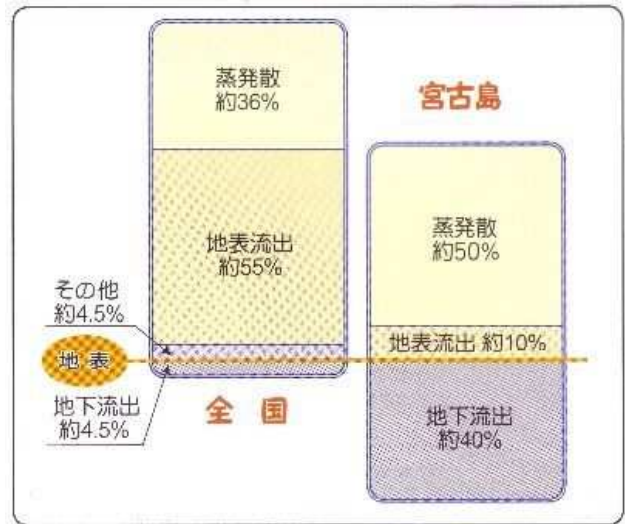 蒸発散
約36%
地表流出
約55%
その他
約4.5%
地表
地下流出
約4.5%
全国
宮古島
蒸発散
約50%
地表流出 約10%
地下流出
約40%